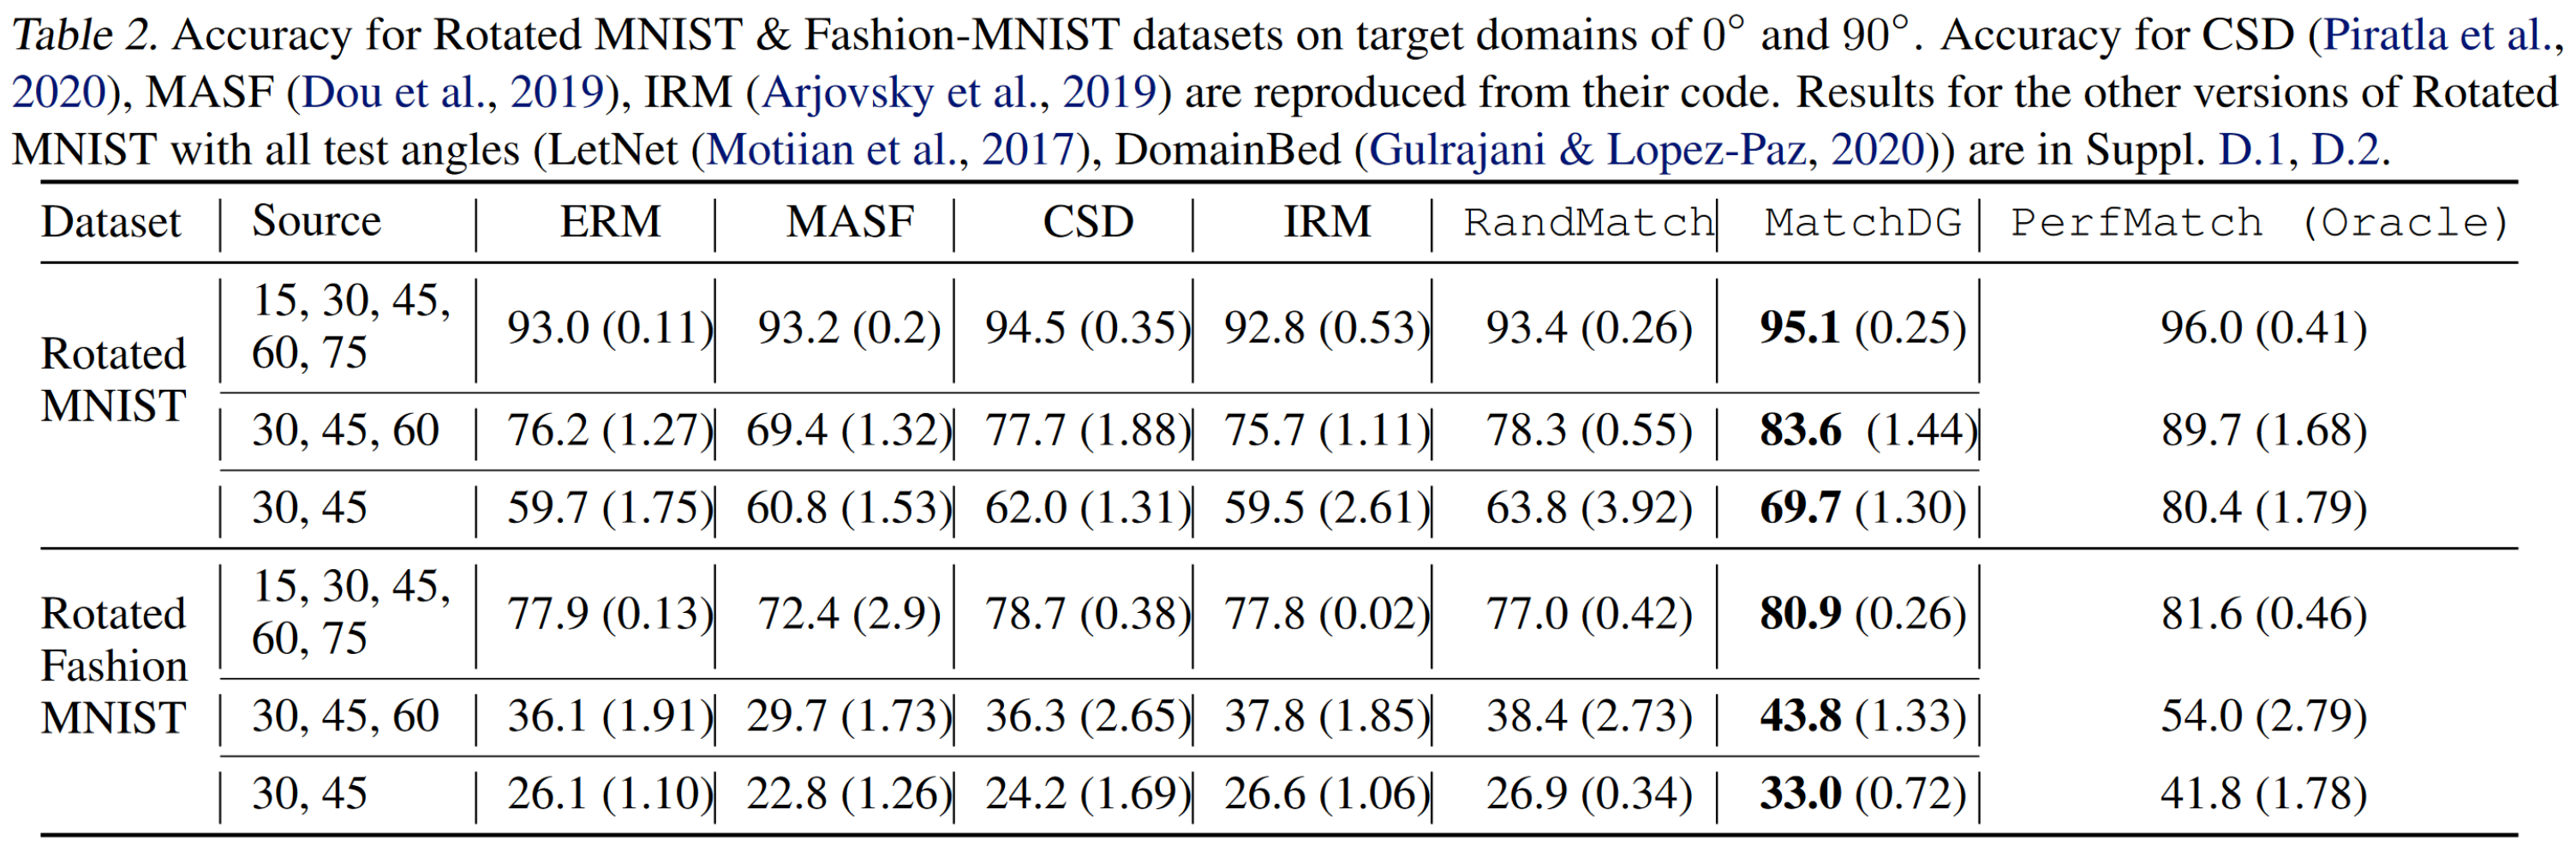 Table 2. Accuracy for Rotated MNIST & Fashion-MNIST datasets on target domains of 0° and 90°. Accuracy for CSD (Piratla et al.,
2020), MASF (Dou et al., 2019), IRM (Arjovsky et al., 2019) are reproduced from their code. Results for the other versions of Rotated
MNIST with all test angles (LetNet (Motiian et al., 2017), DomainBed (Gulrajani & Lopez-Paz, 2020)) are in Suppl. D.1, D.2.
Dataset Source ERM MASF CSD IRM RandMatch MatchDG PerfMatch (Oracle)
Rotated
MNIST
15, 30, 45,
60, 75
93.0 (0.11) 93.2 (0.2) 94.5 (0.35) 92.8 (0.53) 93.4 (0.26) 95.1 (0.25) 96.0 (0.41)
30, 45, 60 76.2 (1.27) 69.4 (1.32) 77.7 (1.88) 75.7 (1.11) 78.3 (0.55) 83.6 (1.44) 89.7 (1.68)
30, 45 59.7 (1.75) 60.8 (1.53) 62.0 (1.31) 59.5 (2.61) 63.8 (3.92) 69.7 (1.30) 80.4 (1.79)
Rotated
Fashion
MNIST
15, 30, 45,
60, 75
77.9 (0.13) 72.4 (2.9) 78.7 (0.38) 77.8 (0.02) 77.0 (0.42) 80.9 (0.26) 81.6 (0.46)
30, 45, 60 36.1 (1.91) 29.7 (1.73) 36.3 (2.65) 37.8 (1.85) 38.4 (2.73) 43.8 (1.33) 54.0 (2.79)
30, 45 26.1 (1.10) 22.8 (1.26) 24.2 (1.69) 26.6 (1.06) 26.9 (0.34) 33.0 (0.72) 41.8 (1.78)